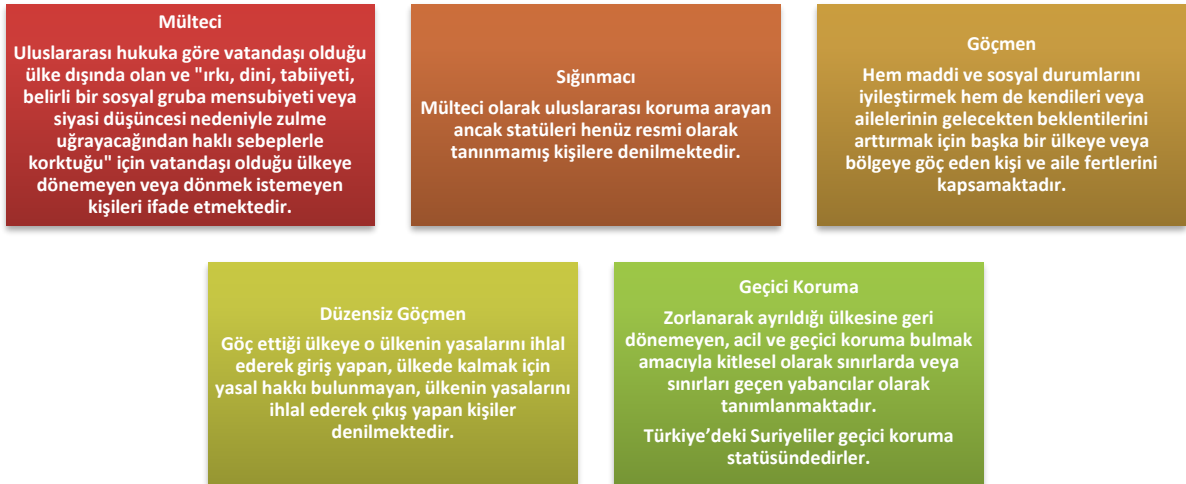 Mülteci
Uluslararası hukuka göre vatandaşı olduğu
ülke dışında olan ve "ırkı, dini, tabiiyeti,
belirli bir sosyal gruba mensubiyeti veya
siyasi düşüncesi nedeniyle zulme
uğrayacağından haklı sebeplerle
korktuğu" için vatandaşı olduğu ülkeye
dönemeyen veya dönmek istemeyen
kişileri ifade etmektedir.
Sığınmacı
Mülteci olarak uluslararası koruma arayan
ancak statüleri henüz resmi olarak
tanınmamış kişilere denilmektedir.
Göçmen
Hem maddi ve sosyal durumlarını
iyileştirmek hem de kendileri veya
ailelerinin gelecekten beklentilerini
arttırmak için başka bir ülkeye veya
bölgeye göç eden kişi ve aile fertlerini
kapsamaktadır.
Düzensiz Göçmen
Göç ettiği ülkeye o ülkenin yasalarını ihlal
ederek giriş yapan, ülkede kalmak için
yasal hakkı bulunmayan, ülkenin yasalarını
ihlal ederek çıkış yapan kişiler
denilmektedir.
Geçici Koruma
Zorlanarak ayrıldığı ülkesine geri
dönemeyen, acil ve geçici koruma bulmak
amacıyla kitlesel olarak sınırlarda veya
sınırları geçen yabancılar olarak
tanımlanmaktadır.
Türkiye’deki Suriyeliler geçici koruma
statüsündedirler.